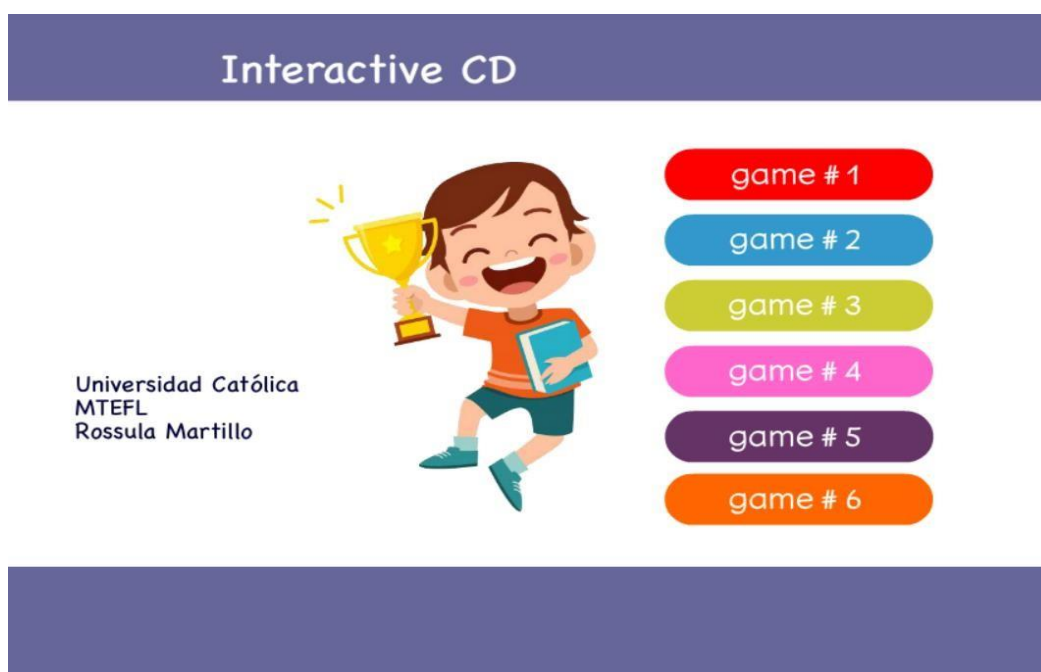 Interactive CD
game # 1
game # 2
game # 3
game # 4
game # 5
game # 6
Universidad Católica
MTEFL
Rossula Martillo